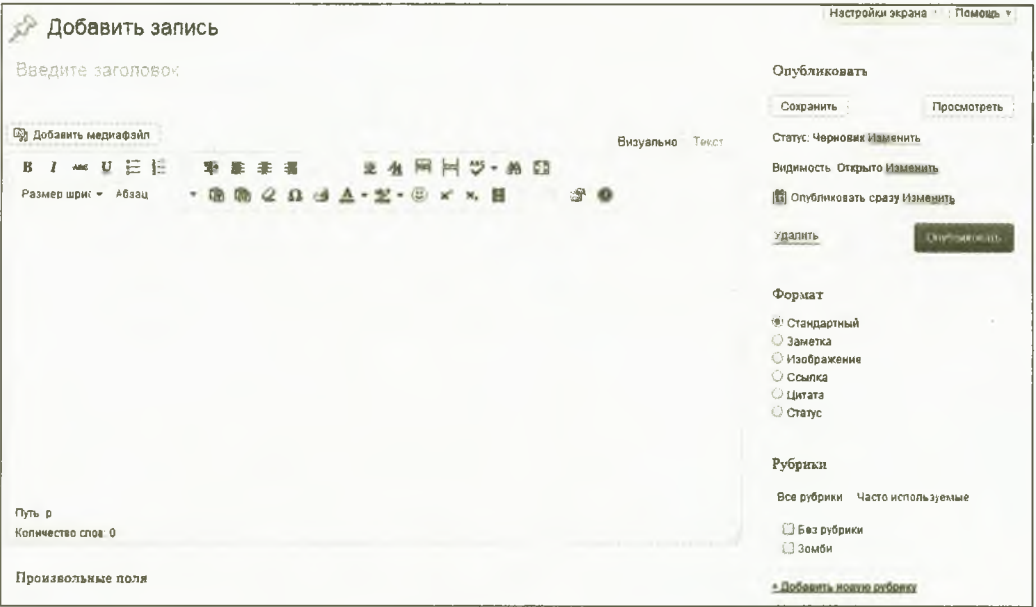 Настройки экрана
Помощь
Добавить запись
Введите заголовок
Добавить медиафайл
Визуально Текст
B I ABC U
Размер шриф Абзац
Путь: p
Количество слов: 0
Произвольные поля
Опубликовать
Сохранить
Просмотреть
Статус: Черновик Изменить
Видимость Открыто Изменить
Опубликовать сразу Изменить
Удалить
Опубликовать
Формат
Стандартный
Заметка
Изображение
Ссылка
Цитата
Статус
Рубрики
Все рубрики Часто используемые
Без рубрики
Зомби
+ Добавить новую рубрику